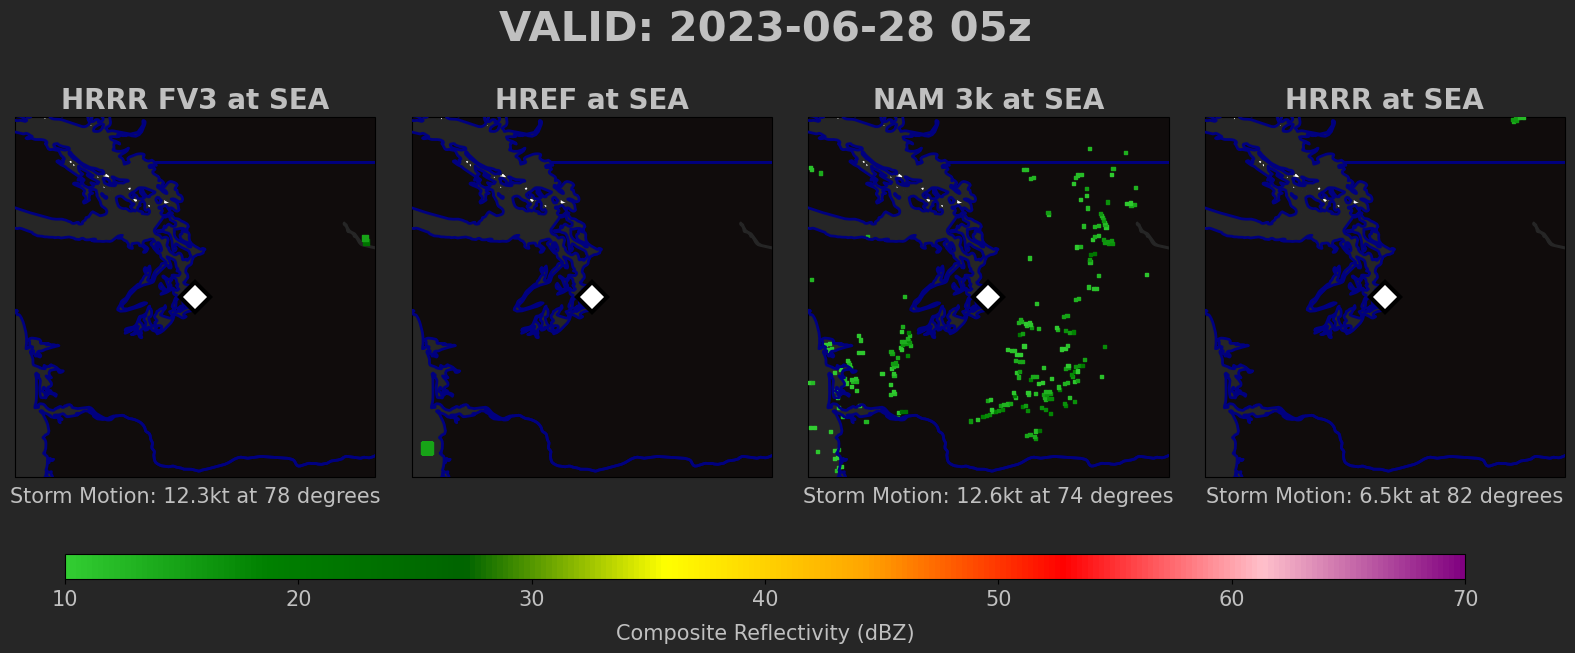 VALID: 2023-06-28 05z
HRRR FV3 at SEA
HREF at SEA
NAM 3k at SEA
HRRR at SEA
Storm Motion: 12.3kt at 78 degrees
Storm Motion: 12.6kt at 74 degrees
Storm Motion: 6.5kt at 82 degrees
10 20 30 40 50 60 70
Composite Reflectivity (dBZ)